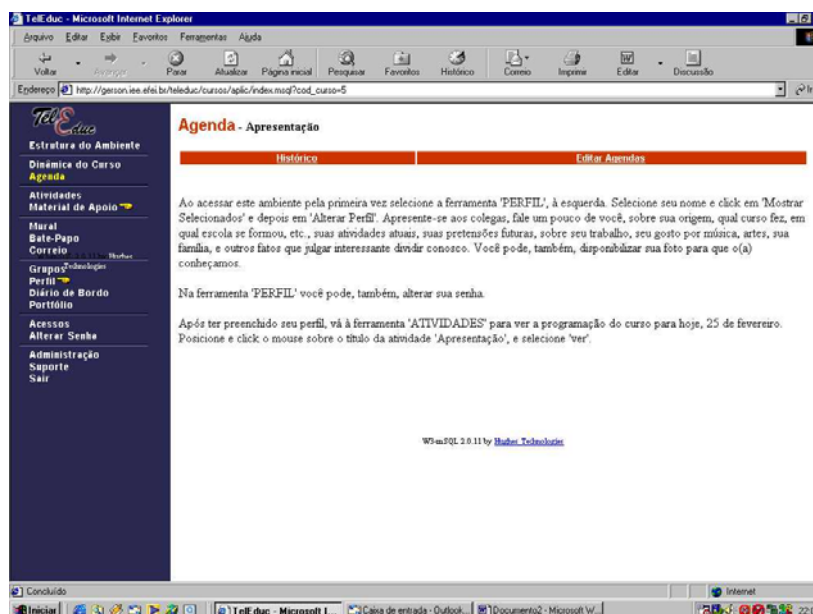 TelEduc - Microsoft Internet Explorer
Arquivo Editar Exibir Favoritos Ferramentas Ajuda
Voltar Avançar Parar Atualizar Página inicial Pesquisar Favoritos Histórico Correio Imprimir Editar Discussão
Endereço http://gerson.iee.efei.br/teleduc/cursos/aplic/index.msql?cod_curso=5
TelEduc
Estrutura do Ambiente
Dinâmica do Curso
Agenda
Atividades
Material de Apoio
Mural
Bate-Papo
Correio
Grupos
Perfil
Diário de Bordo
Portfólio
Acessos
Alterar Senha
Administração
Suporte
Sair
Agenda - Apresentação
Histórico Editar Agendas
Ao acessar este ambiente pela primeira vez selecione a ferramenta 'PERFIL', à esquerda. Selecione seu nome e click em 'Mostrar
Selecionados' e depois em 'Alterar Perfil'. Apresente-se aos colegas, fale um pouco de você, sobre sua origem, qual curso fez, em
qual escola se formou, etc., suas atividades atuais, suas pretensões futuras, sobre seu trabalho, seu gosto por música, artes, sua
família, e outros fatos que julgar interessante dividir conosco. Você pode, também, disponibilizar sua foto para que o(a)
conheçamos.
Na ferramenta 'PERFIL' você pode, também, alterar sua senha.
Após ter preenchido seu perfil, vá à ferramenta 'ATIVIDADES' para ver a programação do curso para hoje, 25 de fevereiro.
Posicione e click o mouse sobre o título da atividade 'Apresentação', e selecione 'ver'.
W3-mSQL 2.0.11 by Hughes Technologies
Concluído Internet
Iniciar TelEduc - Microsoft I... Caixa de entrada - Outlook... Documento2 - Microsoft W...